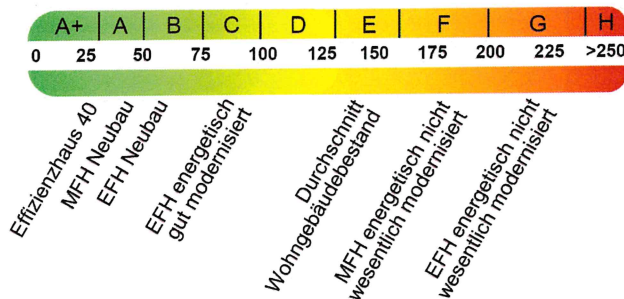 A+ A B C D E F G H
0 25 50 75 100 125 150 175 200 225 >250
Effizienzhaus 40
MFH Neubau
EFH Neubau
EFH energetisch
gut modernisiert
Durchschnitt
Wohngebäudebestand
MFH energetisch nicht
wesentlich modernisiert
EFH energetisch nicht
wesentlich modernisiert